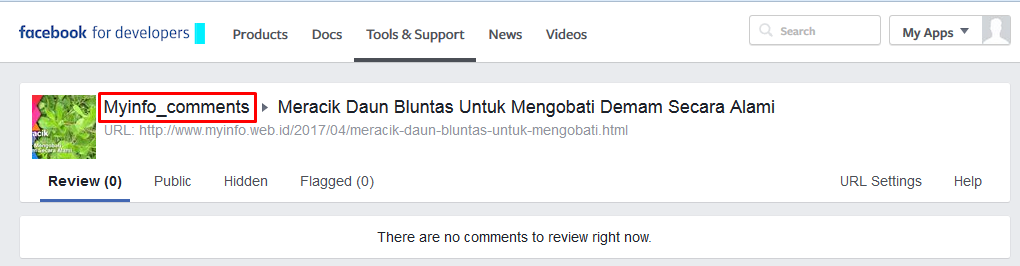 facebook for developers Products Docs Tools & Support News Videos Search My Apps
Myinfo_comments Meracik Daun Bluntas Untuk Mengobati Demam Secara Alami
URL: http://www.myinfo.web.id/2017/04/meracik-daun-bluntas-untuk-mengobati.html
Review (0) Public Hidden Flagged (0) URL Settings Help
There are no comments to review right now.